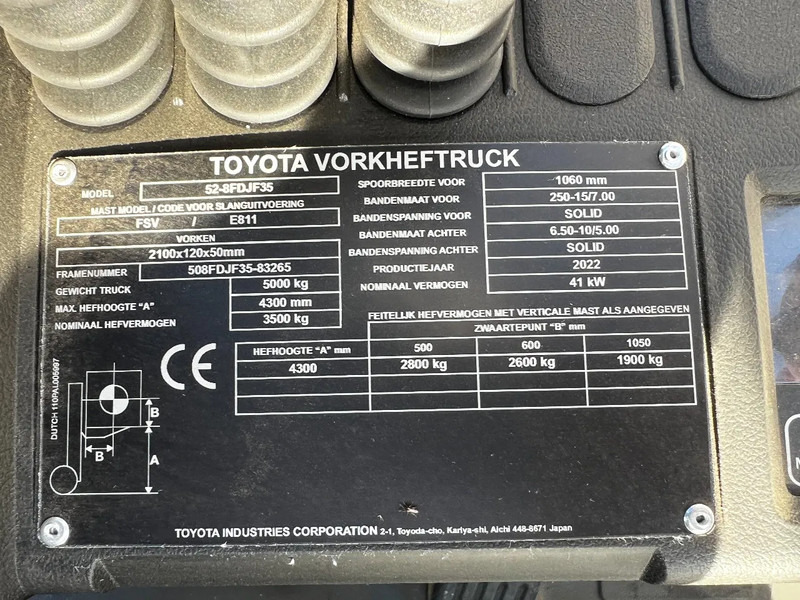 TOYOTA VORKHEFTRUCK
MODEL 52-8FDJF35
MAST MODEL / CODE VOOR SLANGUITVOERING
FSV / E811
VORKEN
2100x120x50mm
FRAMENUMMER 508FDJF35-83265
GEWICHT TRUCK 5000 kg
MAX. HEFHOOGTE "A" 4300 mm
NOMINAAL HEFVERMOGEN 3500 kg
SPOORBREEDTE VOOR 1060 mm
BANDENMAAT VOOR 250-15/7.00
BANDENSPANNING VOOR SOLID
BANDENMAAT ACHTER 6.50-10/5.00
BANDENSPANNING ACHTER SOLID
PRODUCTIEJAAR 2022
NOMINAAL VERMOGEN 41 kW
FEITELIJK HEFVERMOGEN MET VERTICALE MAST ALS AANGEGEVEN
ZWAARTEPUNT "B" mm
HEFHOOGTE "A" mm 500 600 1050
4300 2800 kg 2600 kg 1900 kg
CE
B
B
A
TOYOTA INDUSTRIES CORPORATION 2-1, Toyoda-cho, Kariya-shi, Aichi 448-8671 Japan